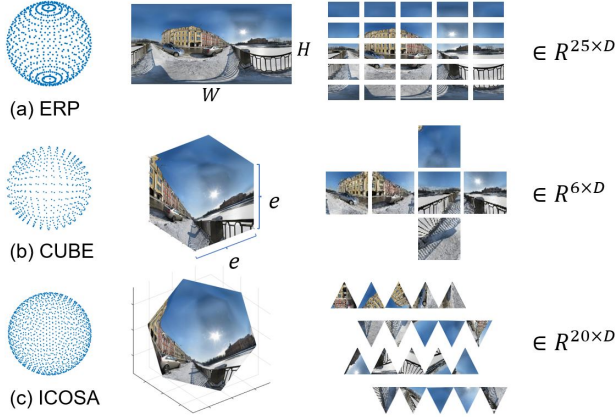 H
W
∈ R^{25×D}
(a) ERP
e
e
∈ R^{6×D}
(b) CUBE
∈ R^{20×D}
(c) ICOSA